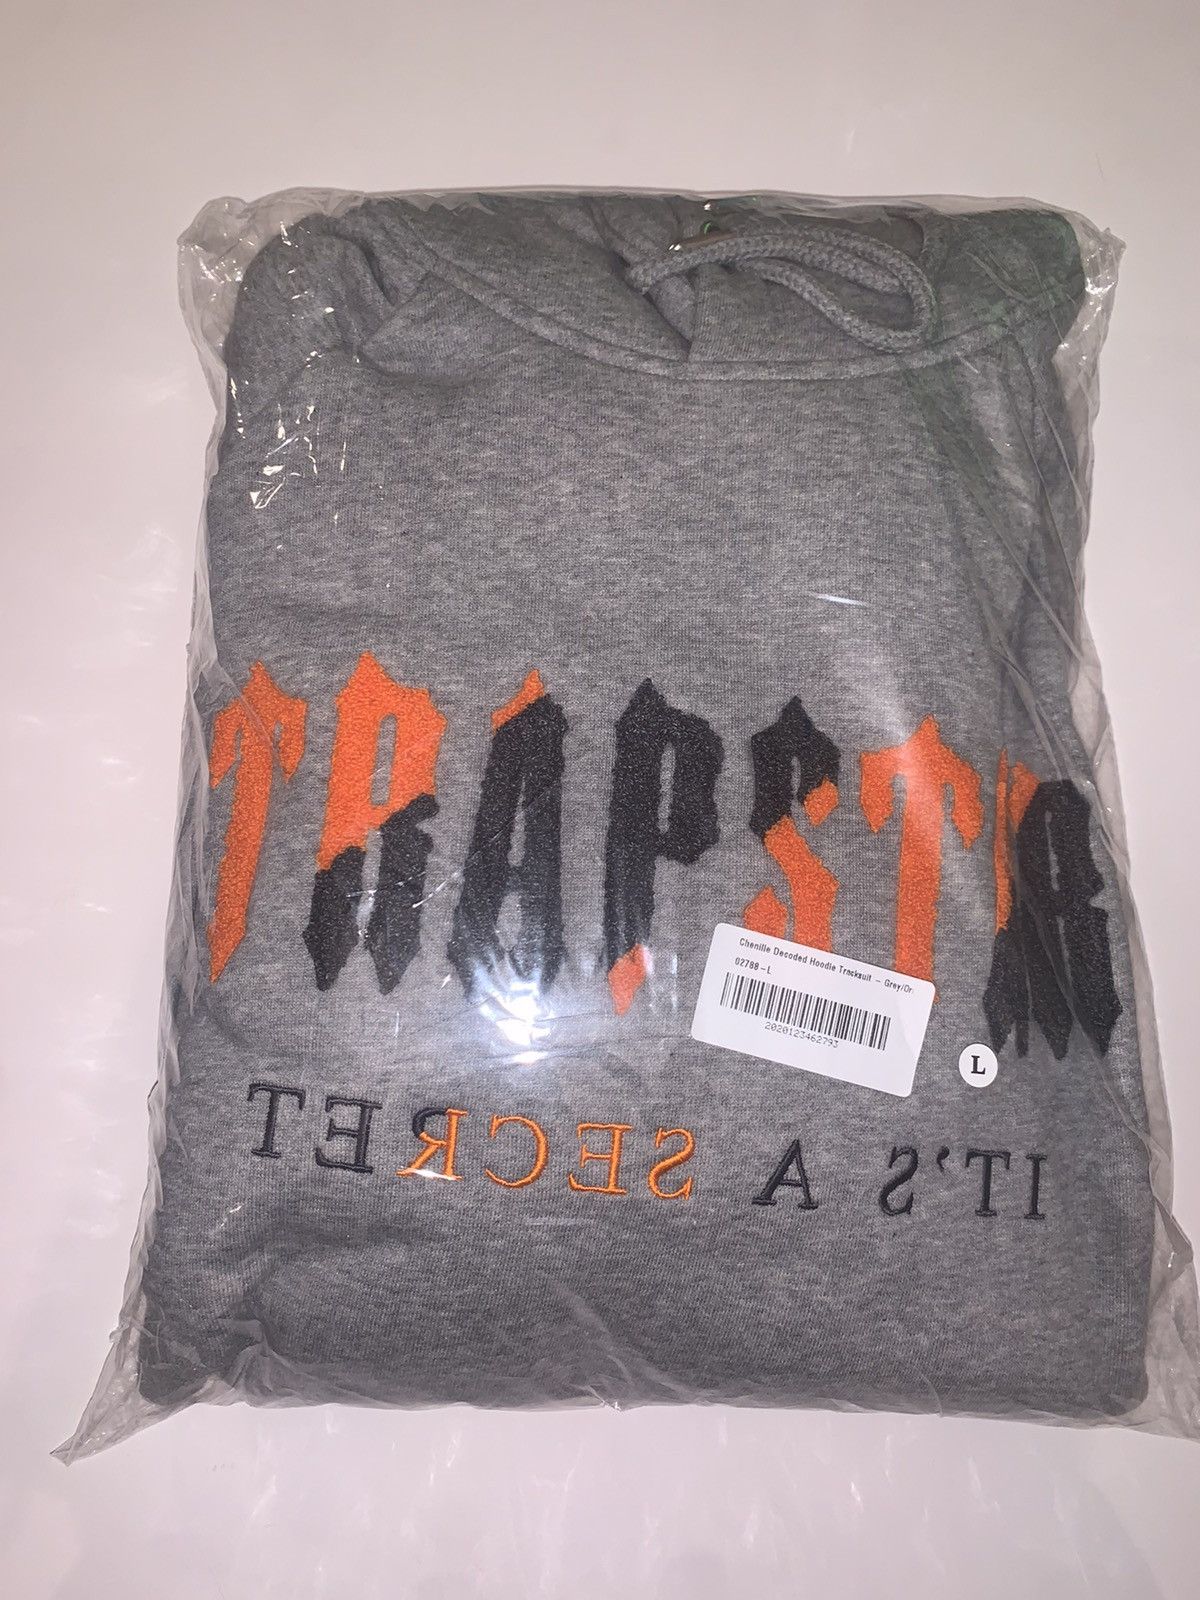 TRAPSTAR
Chenille Decoded Hoodie Tracksuit – Grey/Or
02789-L
2020123462793
L
IT'S A SECRET